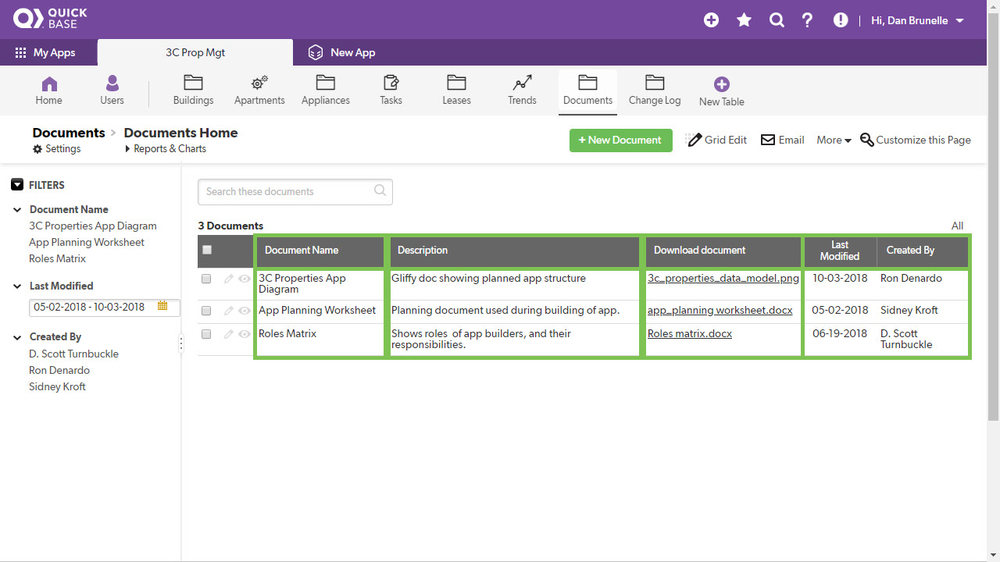 QUICK
BASE
Hi, Dan Brunelle
My Apps
3C Prop Mgt
New App
Home
Users
Buildings
Apartments
Appliances
Tasks
Leases
Trends
Documents
Change Log
New Table
Documents > Documents Home
Settings
Reports & Charts
+ New Document
Grid Edit
Email
More
Customize this Page
FILTERS
Document Name
3C Properties App Diagram
App Planning Worksheet
Roles Matrix
Last Modified
05-02-2018 - 10-03-2018
Created By
D. Scott Turnbuckle
Ron Denardo
Sidney Kroft
Search these documents
3 Documents
All
Document Name
Description
Download document
Last
Modified
Created By
3C Properties App
Diagram
Gliffy doc showing planned app structure
3c_properties_data_model.png
10-03-2018
Ron Denardo
App Planning Worksheet
Planning document used during building of app.
app_planning worksheet.docx
05-02-2018
Sidney Kroft
Roles Matrix
Shows roles of app builders, and their
responsibilities.
Roles matrix.docx
06-19-2018
D. Scott
Turnbuckle